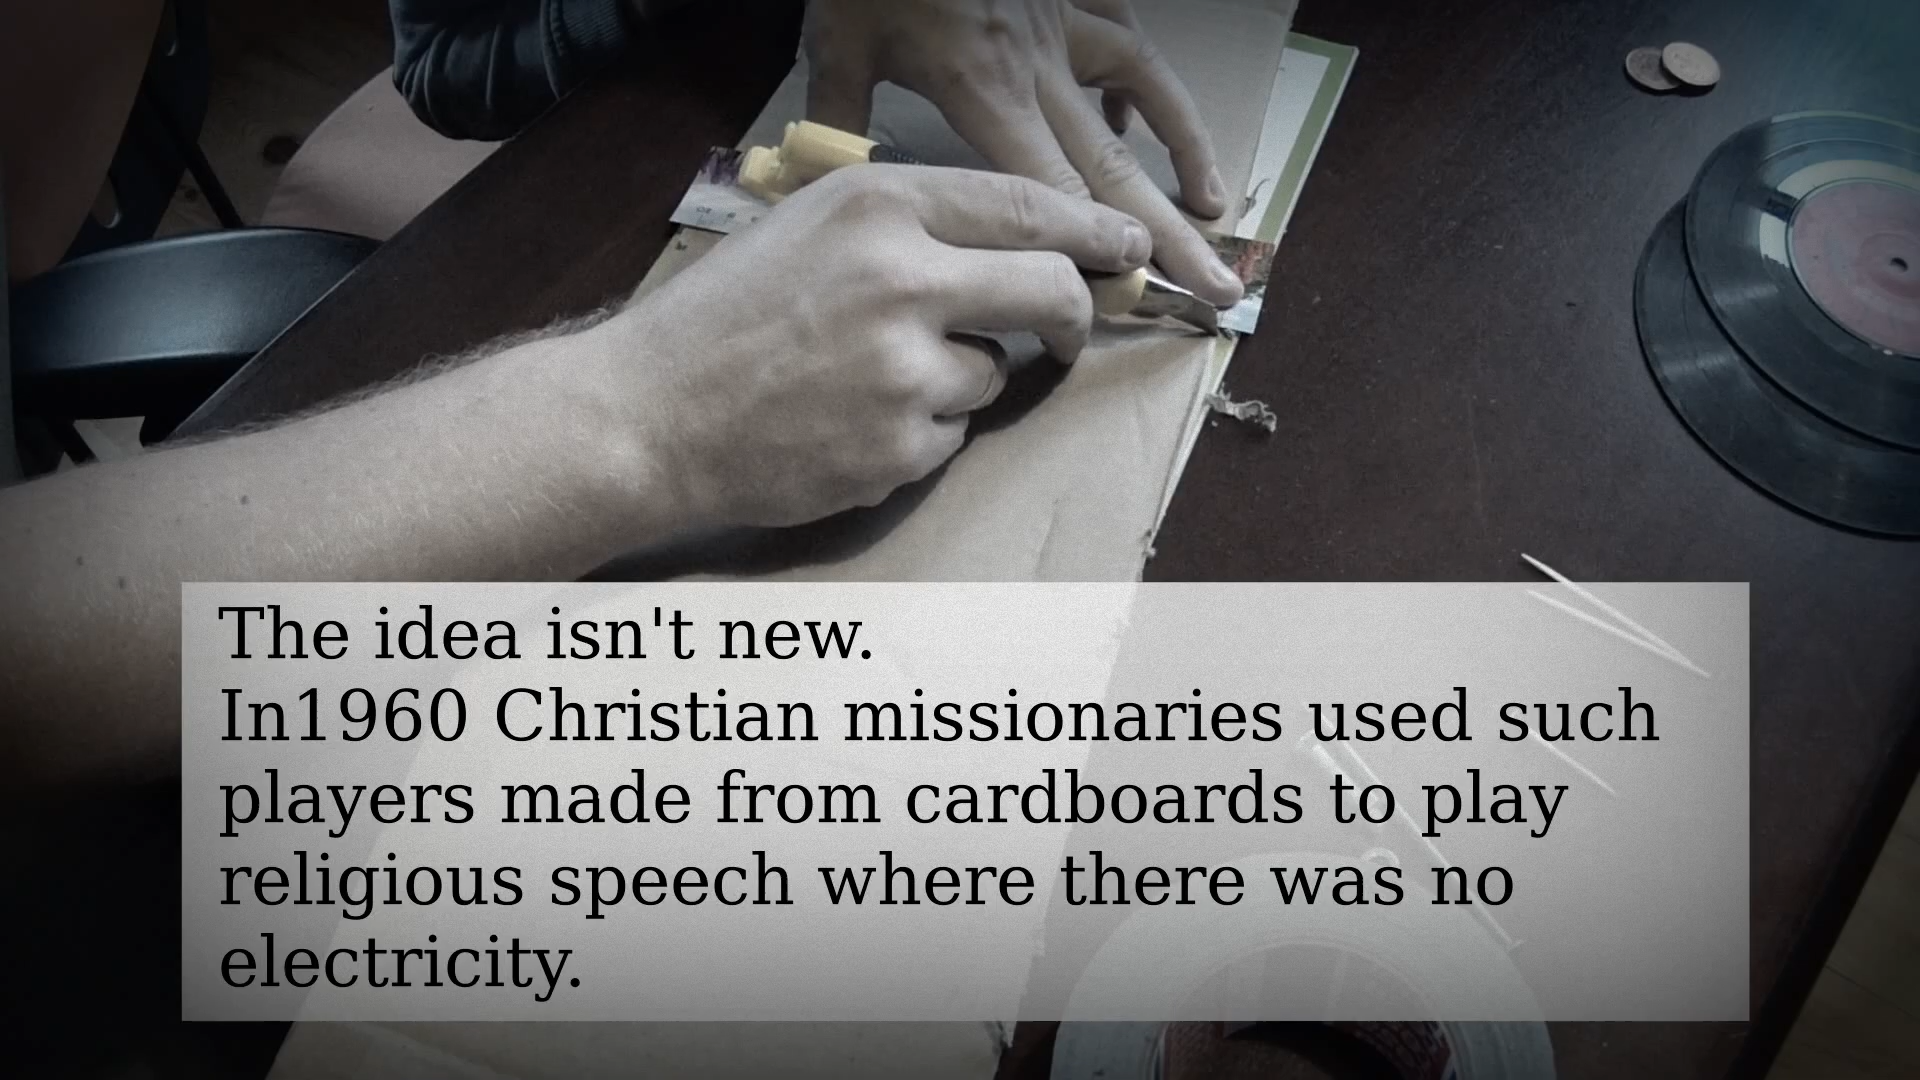 The idea isn't new.
In1960 Christian missionaries used such
players made from cardboards to play
religious speech where there was no
electricity.